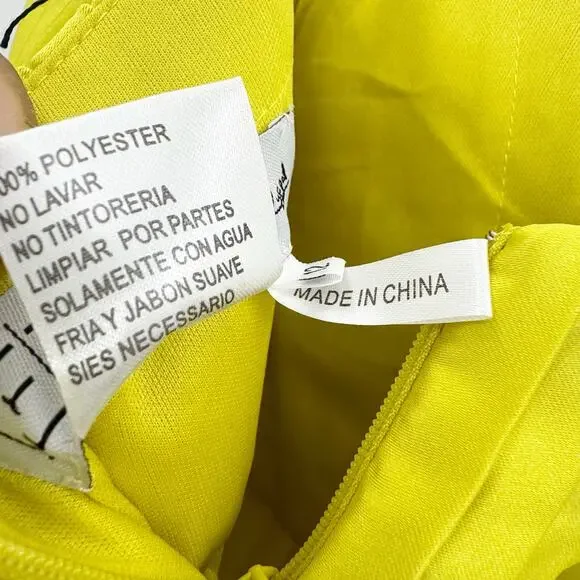 00% POLYESTER
NO LAVAR
NO TINTORERIA
LIMPIAR POR PARTES
SOLAMENTE CON AGUA
FRIA Y JABON SUAVE
SIES NECESSARIO
MADE IN CHINA